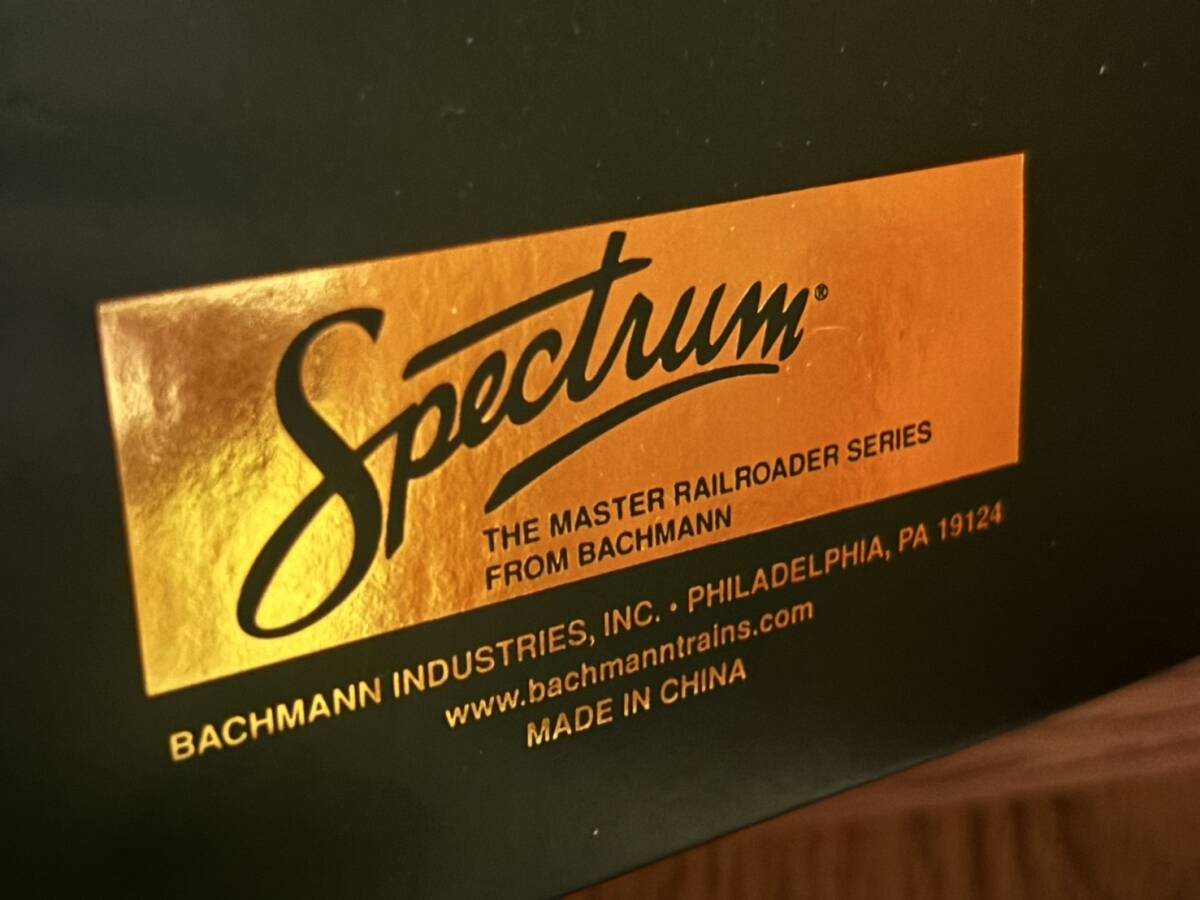 Spectrum®
THE MASTER RAILROADER SERIES
FROM BACHMANN
BACHMANN INDUSTRIES, INC. • PHILADELPHIA, PA 19124
www.bachmanntrains.com
MADE IN CHINA